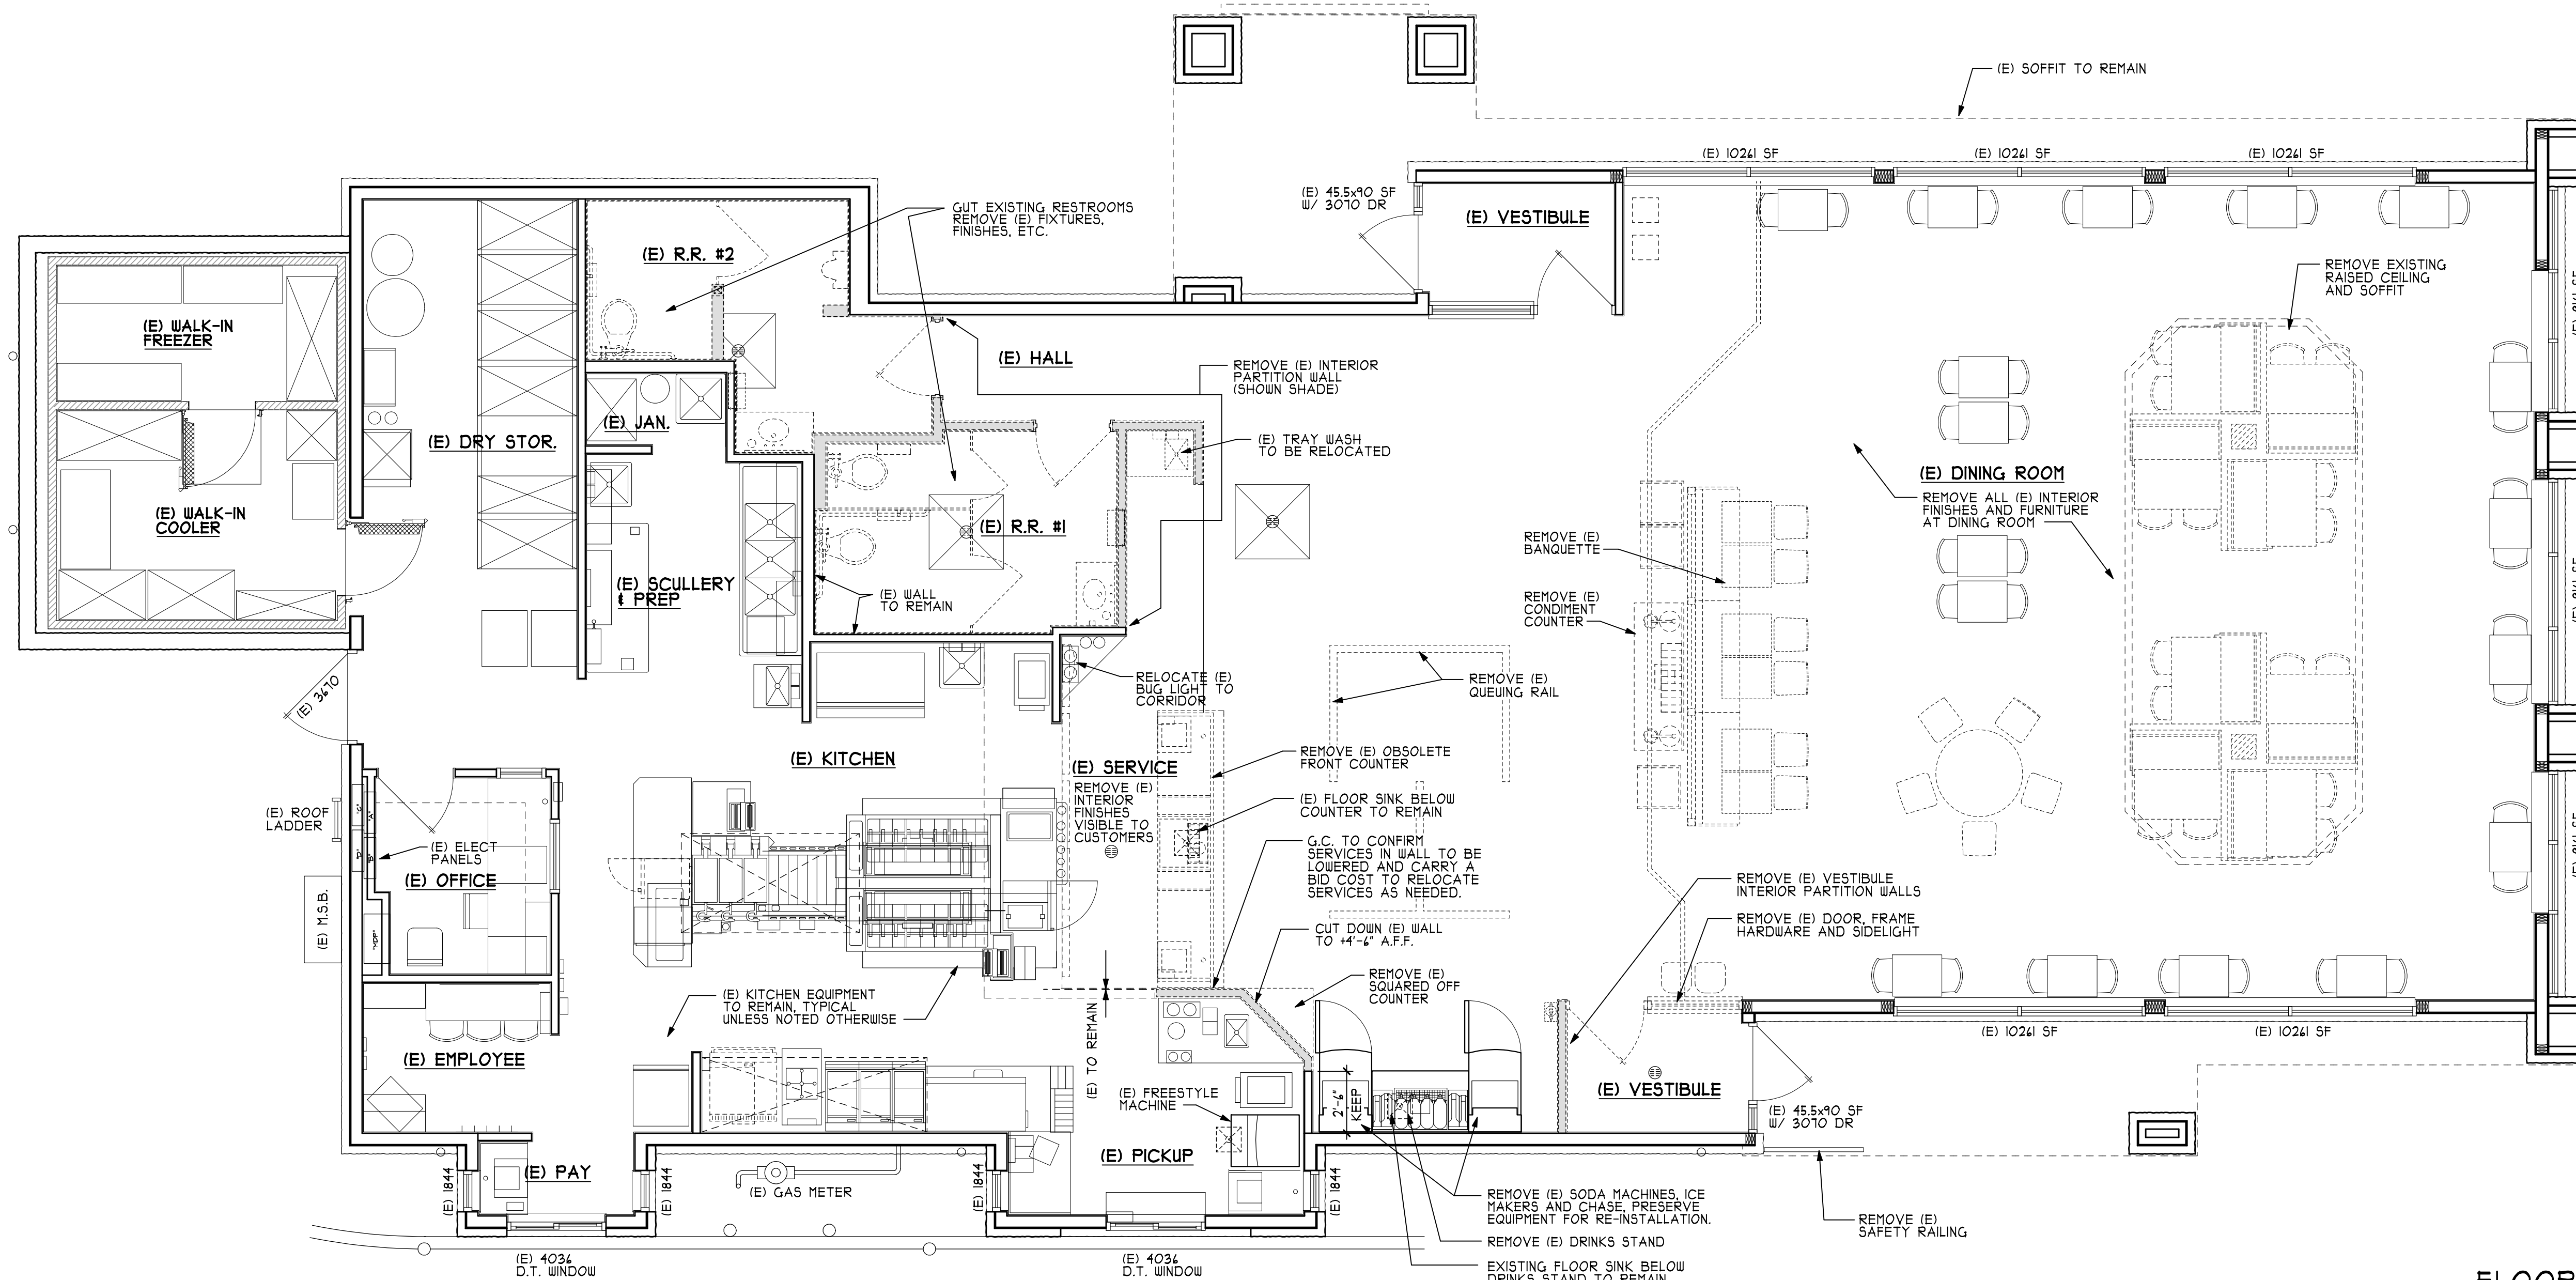 (E) SOFFIT TO REMAIN
(E) 10261 SF
(E) 10261 SF
(E) 10261 SF
(E) 45.5x90 SF
W/ 3070 DR
(E) VESTIBULE
GUT EXISTING RESTROOMS
REMOVE (E) FIXTURES,
FINISHES, ETC.
(E) R.R. #2
REMOVE EXISTING
RAISED CEILING
AND SOFFIT
(E) WALK-IN
FREEZER
(E) HALL
REMOVE (E) INTERIOR
PARTITION WALL
(SHOWN SHADE)
(E) JAN.
(E) DRY STOR.
(E) TRAY WASH
TO BE RELOCATED
(E) DINING ROOM
REMOVE ALL (E) INTERIOR
FINISHES AND FURNITURE
AT DINING ROOM
(E) WALK-IN
COOLER
(E) R.R. #1
REMOVE (E)
BANQUETTE
(E) SCULLERY
& PREP
(E) WALL
TO REMAIN
REMOVE (E)
CONDIMENT
COUNTER
RELOCATE (E)
BUG LIGHT TO
CORRIDOR
REMOVE (E)
QUEUING RAIL
(E) 3670
(E) KITCHEN
(E) SERVICE
REMOVE (E)
INTERIOR
FINISHES
VISIBLE TO
CUSTOMERS
REMOVE (E) OBSOLETE
FRONT COUNTER
(E) FLOOR SINK BELOW
COUNTER TO REMAIN
(E) ROOF
LADDER
"C"
"A"
"D"
"B"
(E) ELECT
PANELS
(E) OFFICE
G.C. TO CONFIRM
SERVICES IN WALL TO BE
LOWERED AND CARRY A
BID COST TO RELOCATE
SERVICES AS NEEDED.
REMOVE (E) VESTIBULE
INTERIOR PARTITION WALLS
(E) M.S.B.
"MDP"
CUT DOWN (E) WALL
TO +4'-6" A.F.F.
REMOVE (E) DOOR, FRAME
HARDWARE AND SIDELIGHT
REMOVE (E)
SQUARED OFF
COUNTER
(E) KITCHEN EQUIPMENT
TO REMAIN, TYPICAL
UNLESS NOTED OTHERWISE
(E) TO REMAIN
(E) 10261 SF
(E) 10261 SF
(E) EMPLOYEE
(E) FREESTYLE
MACHINE
2'-6"
KEEP
(E) VESTIBULE
(E) 45.5x90 SF
W/ 3070 DR
(E) PICKUP
(E) PAY
(E) 1844
(E) 1844
(E) GAS METER
(E) 1844
(E) 1844
REMOVE (E) SODA MACHINES, ICE
MAKERS AND CHASE, PRESERVE
EQUIPMENT FOR RE-INSTALLATION.
REMOVE (E)
SAFETY RAILING
REMOVE (E) DRINKS STAND
(E) 4036
D.T. WINDOW
(E) 4036
D.T. WINDOW
EXISTING FLOOR SINK BELOW
DRINKS STAND TO REMAIN
FLOOR